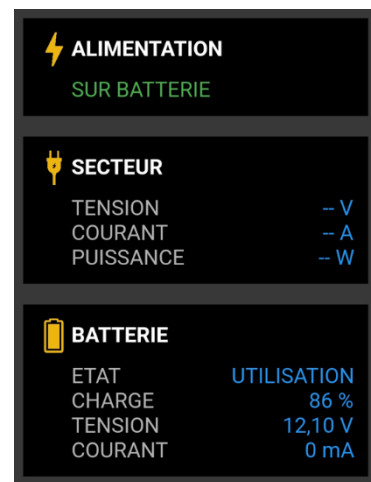 ALIMENTATION
SUR BATTERIE
SECTEUR
TENSION -- V
COURANT -- A
PUISSANCE -- W
BATTERIE
ETAT UTILISATION
CHARGE 86 %
TENSION 12,10 V
COURANT 0 mA